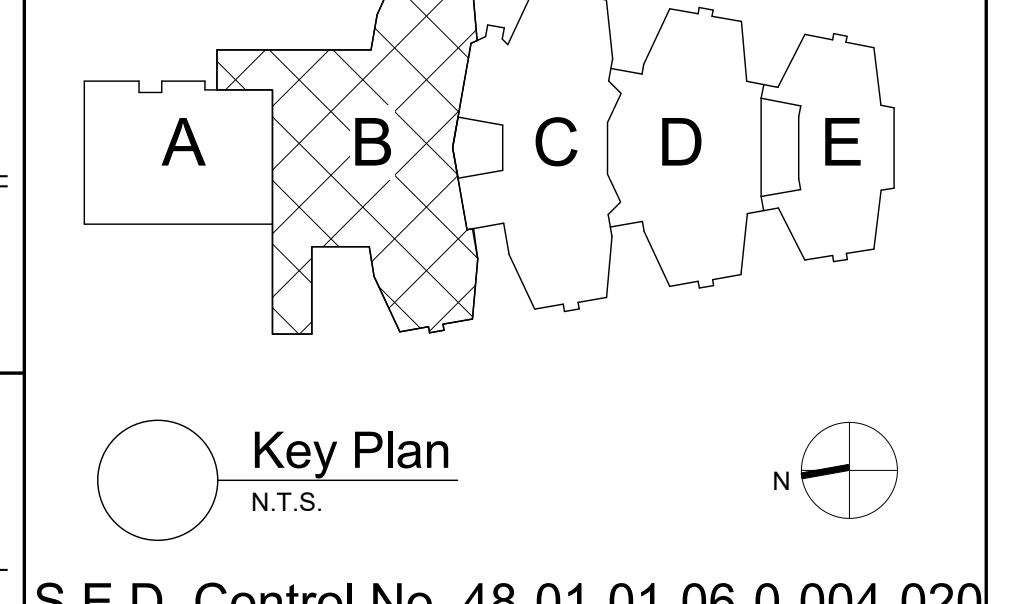 A B C D E
Key Plan
N.T.S.
N
S.E.D. Control No. 48-01-01-06-0-004-020